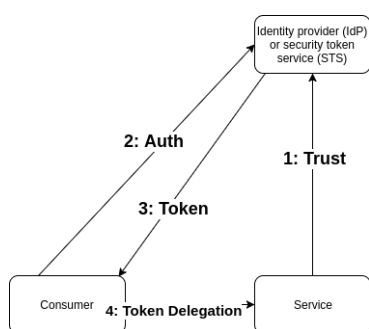 Identity provider (IdP)
or security token
service (STS)
2: Auth
1: Trust
3: Token
Consumer
4: Token Delegation
Service